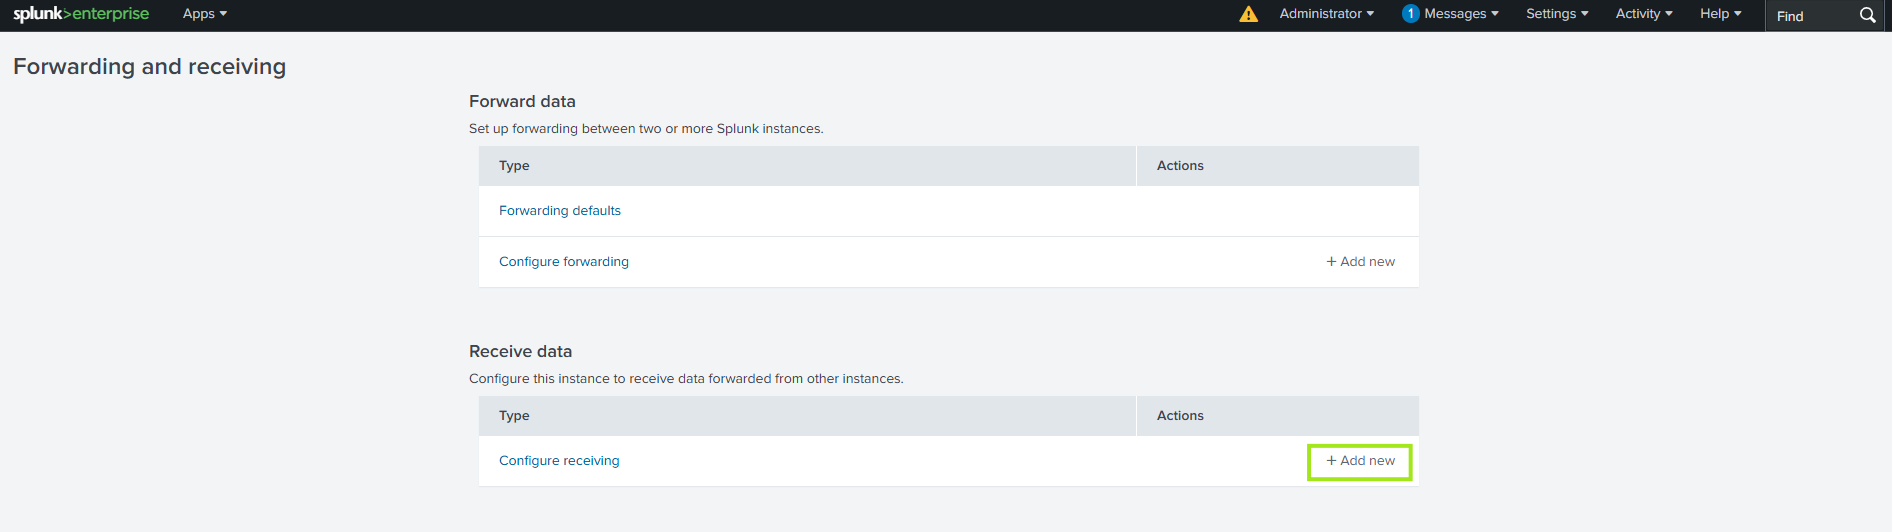 splunk>enterprise Apps Administrator 1 Messages Settings Activity Help Find
Forwarding and receiving
Forward data
Set up forwarding between two or more Splunk instances.
Type Actions
Forwarding defaults
Configure forwarding + Add new
Receive data
Configure this instance to receive data forwarded from other instances.
Type Actions
Configure receiving + Add new